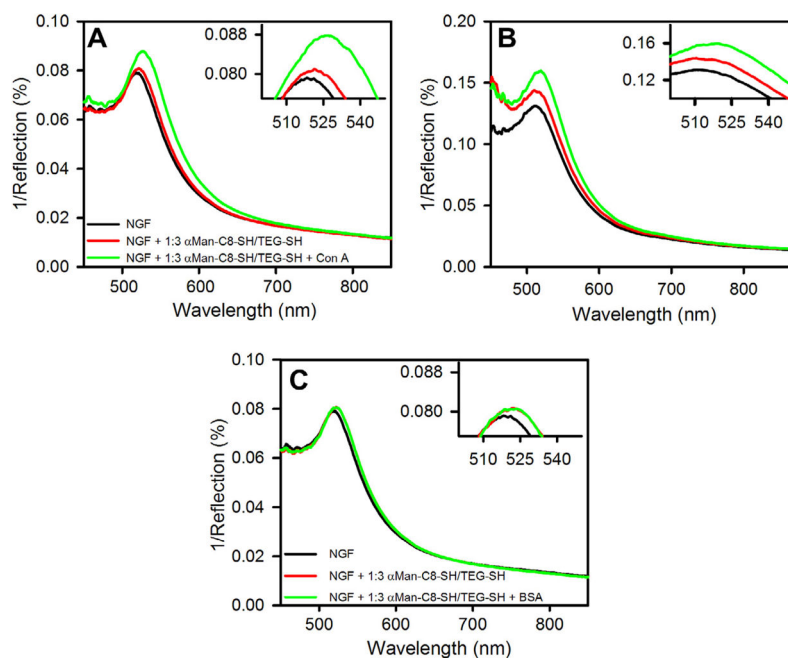 A
0.10
0.08
0.06
0.04
0.02
0.00
1/Reflection (%)
0.088
0.080
510 525 540
NGF
NGF + 1:3 αMan-C8-SH/TEG-SH
NGF + 1:3 αMan-C8-SH/TEG-SH + Con A
500 600 700 800
Wavelength (nm)
B
0.20
0.15
0.10
0.05
0.00
1/Reflection (%)
0.16
0.12
510 525 540
500 600 700 800
Wavelength (nm)
C
0.10
0.08
0.06
0.04
0.02
0.00
1/Reflection (%)
0.088
0.080
510 525 540
NGF
NGF + 1:3 αMan-C8-SH/TEG-SH
NGF + 1:3 αMan-C8-SH/TEG-SH + BSA
500 600 700 800
Wavelength (nm)